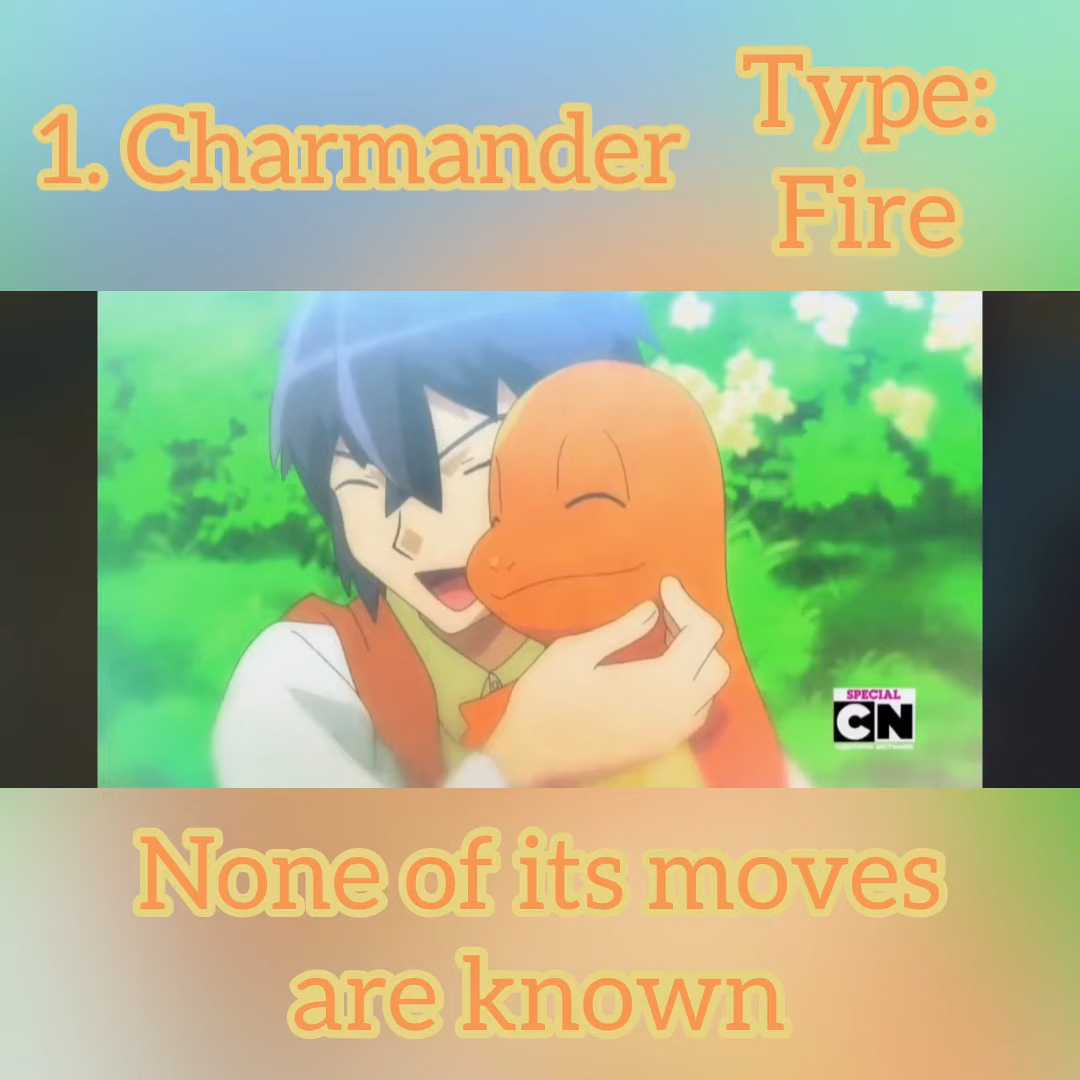 1. Charmander
Type:
Fire
SPECIAL
CN
None of its moves
are known